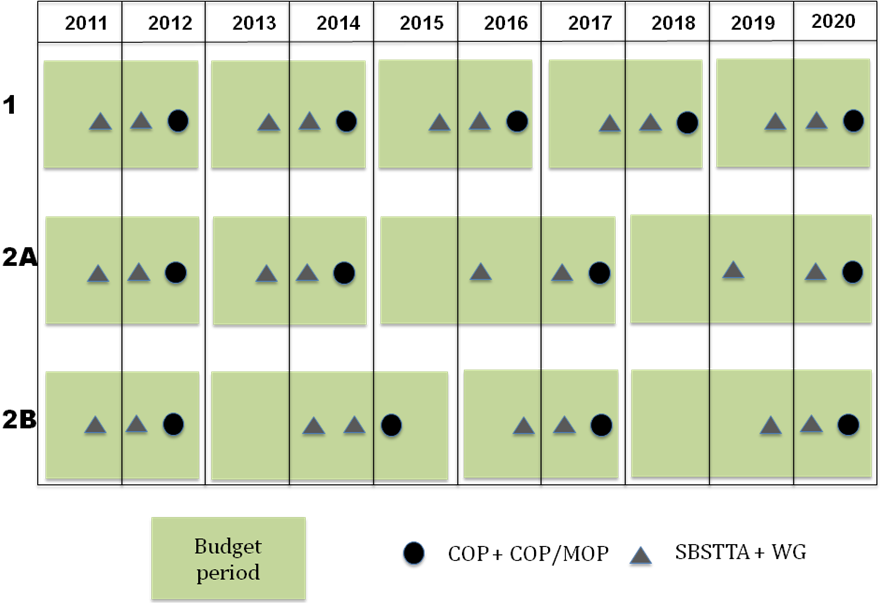 2011 2012 2013 2014 2015 2016 2017 2018 2019 2020
1
2A
2B
Budget
period
COP + COP/MOP
SBSTTA + WG